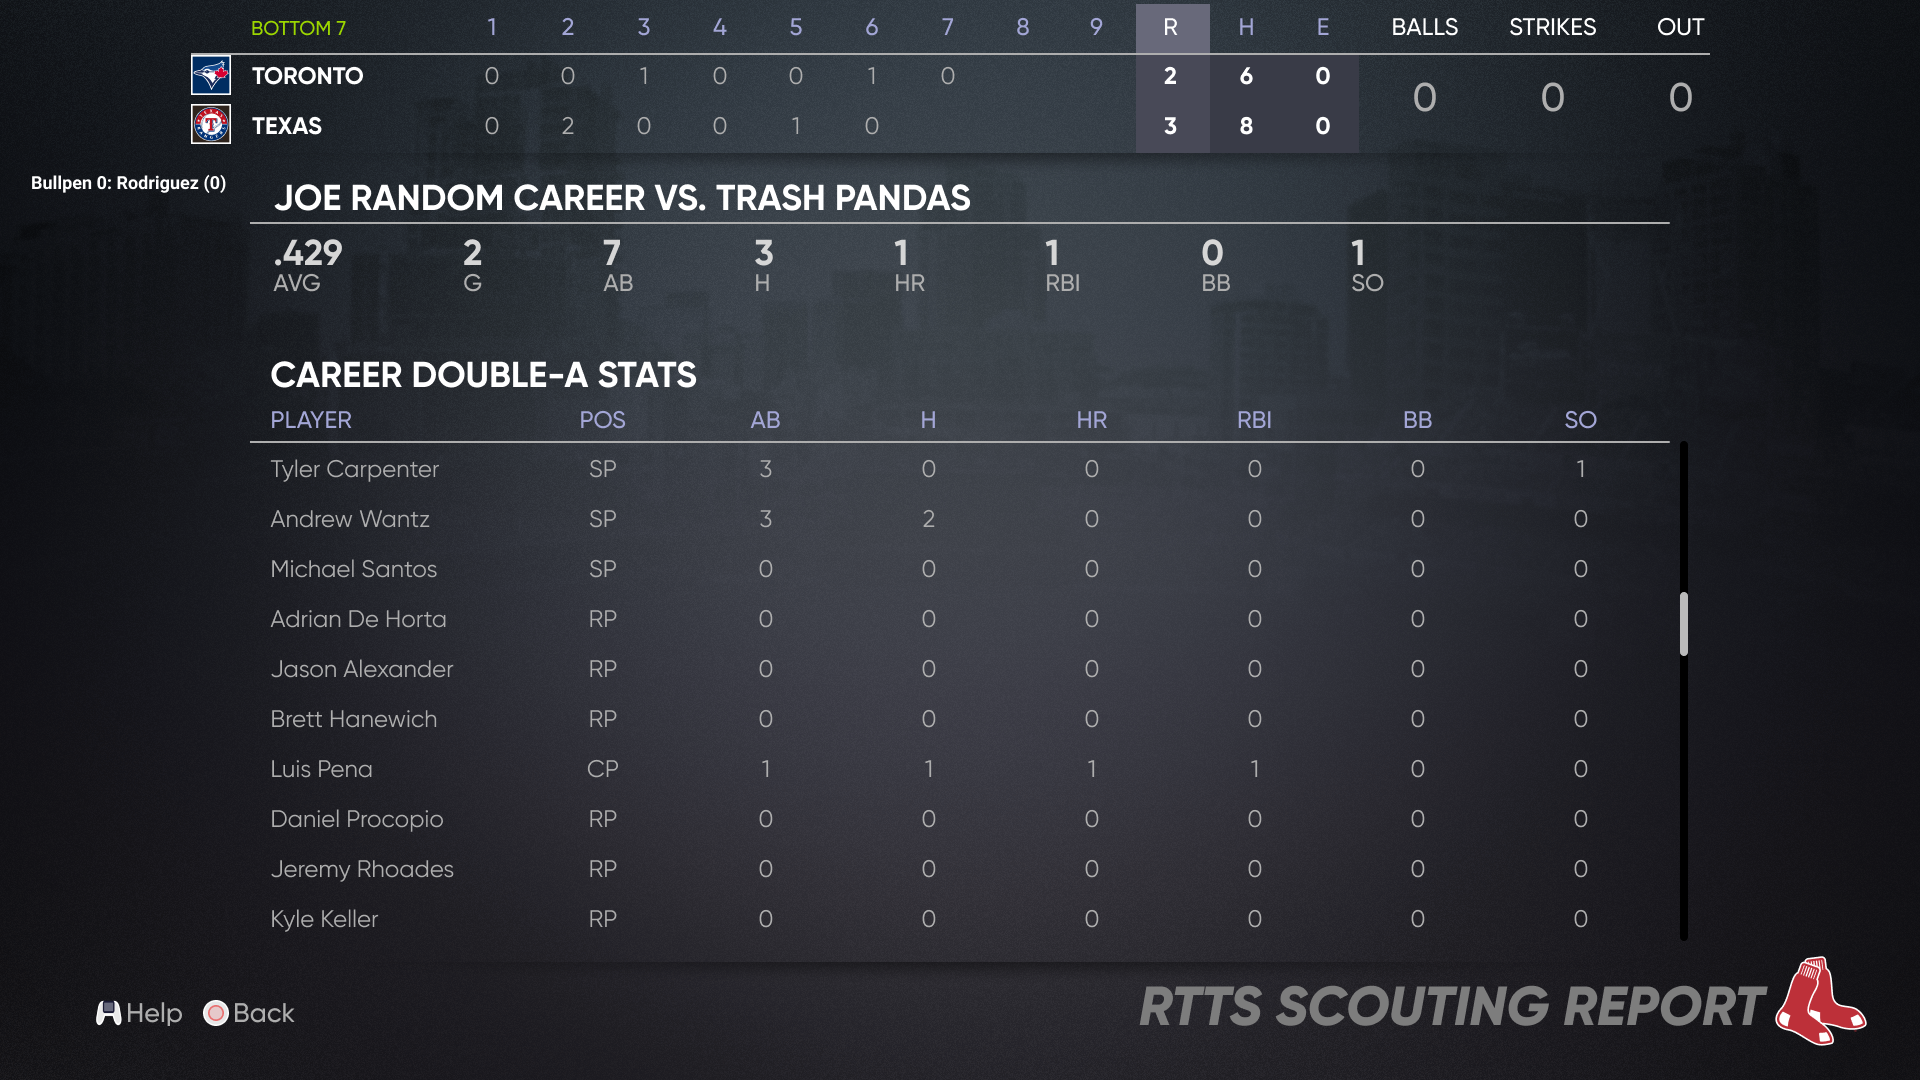 BOTTOM 7 1 2 3 4 5 6 7 8 9 R H E BALLS STRIKES OUT
TORONTO 0 0 1 0 0 1 0 2 6 0
TEXAS 0 2 0 0 1 0 3 8 0
0 0 0
Bullpen 0: Rodriguez (0)
JOE RANDOM CAREER VS. TRASH PANDAS
.429 2 7 3 1 1 0 1
AVG G AB H HR RBI BB SO
CAREER DOUBLE-A STATS
PLAYER POS AB H HR RBI BB SO
Tyler Carpenter SP 3 0 0 0 0 1
Andrew Wantz SP 3 2 0 0 0 0
Michael Santos SP 0 0 0 0 0 0
Adrian De Horta RP 0 0 0 0 0 0
Jason Alexander RP 0 0 0 0 0 0
Brett Hanewich RP 0 0 0 0 0 0
Luis Pena CP 1 1 1 1 0 0
Daniel Procopio RP 0 0 0 0 0 0
Jeremy Rhoades RP 0 0 0 0 0 0
Kyle Keller RP 0 0 0 0 0 0
Help Back
RTTS SCOUTING REPORT